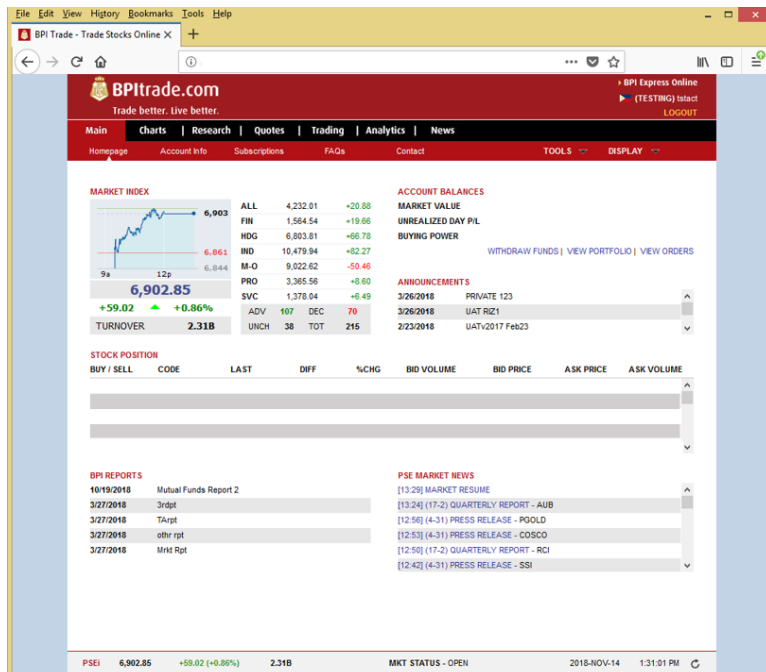 File Edit View History Bookmarks Tools Help
BPI Trade - Trade Stocks Online
BPItrade.com
Trade better. Live better.
BPI Express Online
(TESTING) tstact
LOGOUT
Main Charts | Research | Quotes | Trading | Analytics | News
Homepage Account Info Subscriptions FAQs Contact TOOLS DISPLAY
MARKET INDEX
6,903
6,861
6,844
9a 12p
6,902.85
+59.02 +0.86%
TURNOVER 2.31B
ALL 4,232.01 +20.88
FIN 1,564.54 +19.66
HDG 6,803.81 +66.78
IND 10,479.94 +82.27
M-O 9,022.62 -50.46
PRO 3,365.56 +8.60
SVC 1,378.04 +6.49
ADV 107 DEC 70
UNCH 38 TOT 215
ACCOUNT BALANCES
MARKET VALUE
UNREALIZED DAY P/L
BUYING POWER
WITHDRAW FUNDS | VIEW PORTFOLIO | VIEW ORDERS
ANNOUNCEMENTS
3/26/2018 PRIVATE 123
3/26/2018 UAT RIZ1
2/23/2018 UATv2017 Feb23
STOCK POSITION
BUY / SELL CODE LAST DIFF %CHG BID VOLUME BID PRICE ASK PRICE ASK VOLUME
BPI REPORTS
10/19/2018 Mutual Funds Report 2
3/27/2018 3rdpt
3/27/2018 TArpt
3/27/2018 othr rpt
3/27/2018 Mrkt Rpt
PSE MARKET NEWS
[13:29] MARKET RESUME
[13:24] (17-2) QUARTERLY REPORT - AUB
[12:56] (4-31) PRESS RELEASE - PGOLD
[12:53] (4-31) PRESS RELEASE - COSCO
[12:50] (17-2) QUARTERLY REPORT - RCI
[12:42] (4-31) PRESS RELEASE - SSI
PSEi 6,902.85 +59.02 (+0.86%) 2.31B MKT STATUS - OPEN 2018-NOV-14 1:31:01 PM